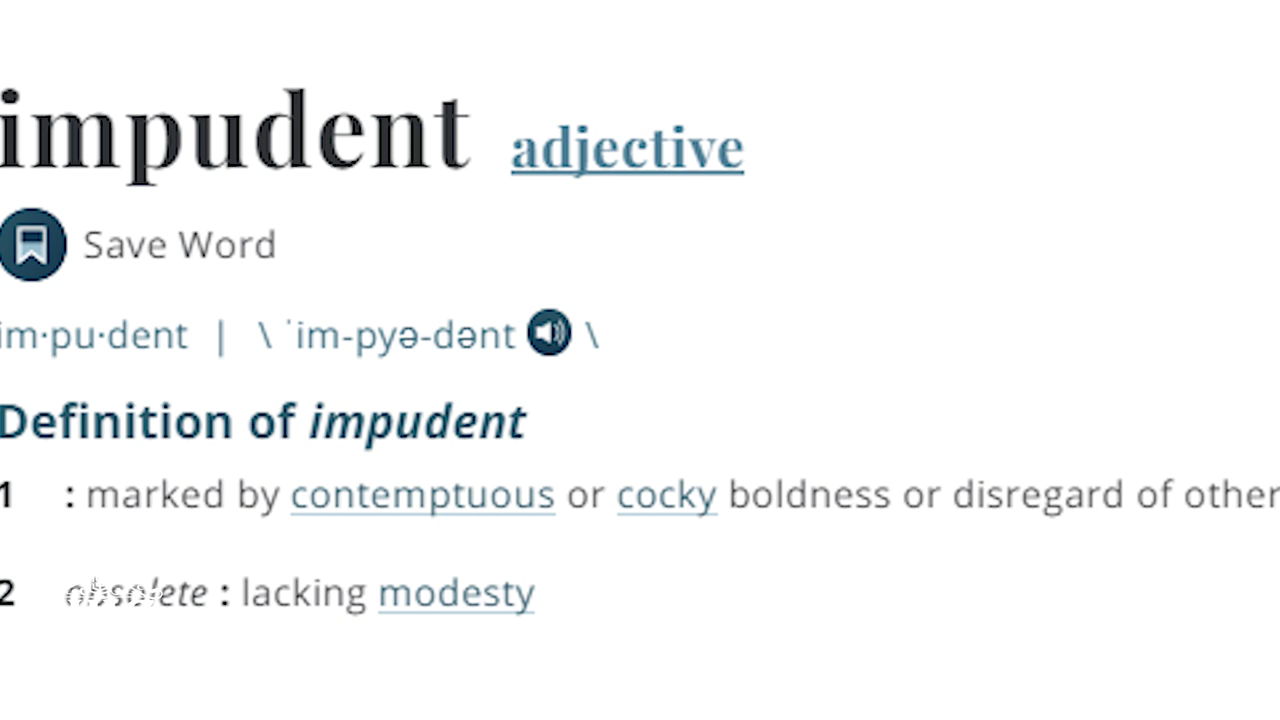 impudent adjective
Save Word
im·pu·dent | \ ˈim-pyə-dənt \
Definition of impudent
1 : marked by contemptuous or cocky boldness or disregard of other
2 obsolete : lacking modesty